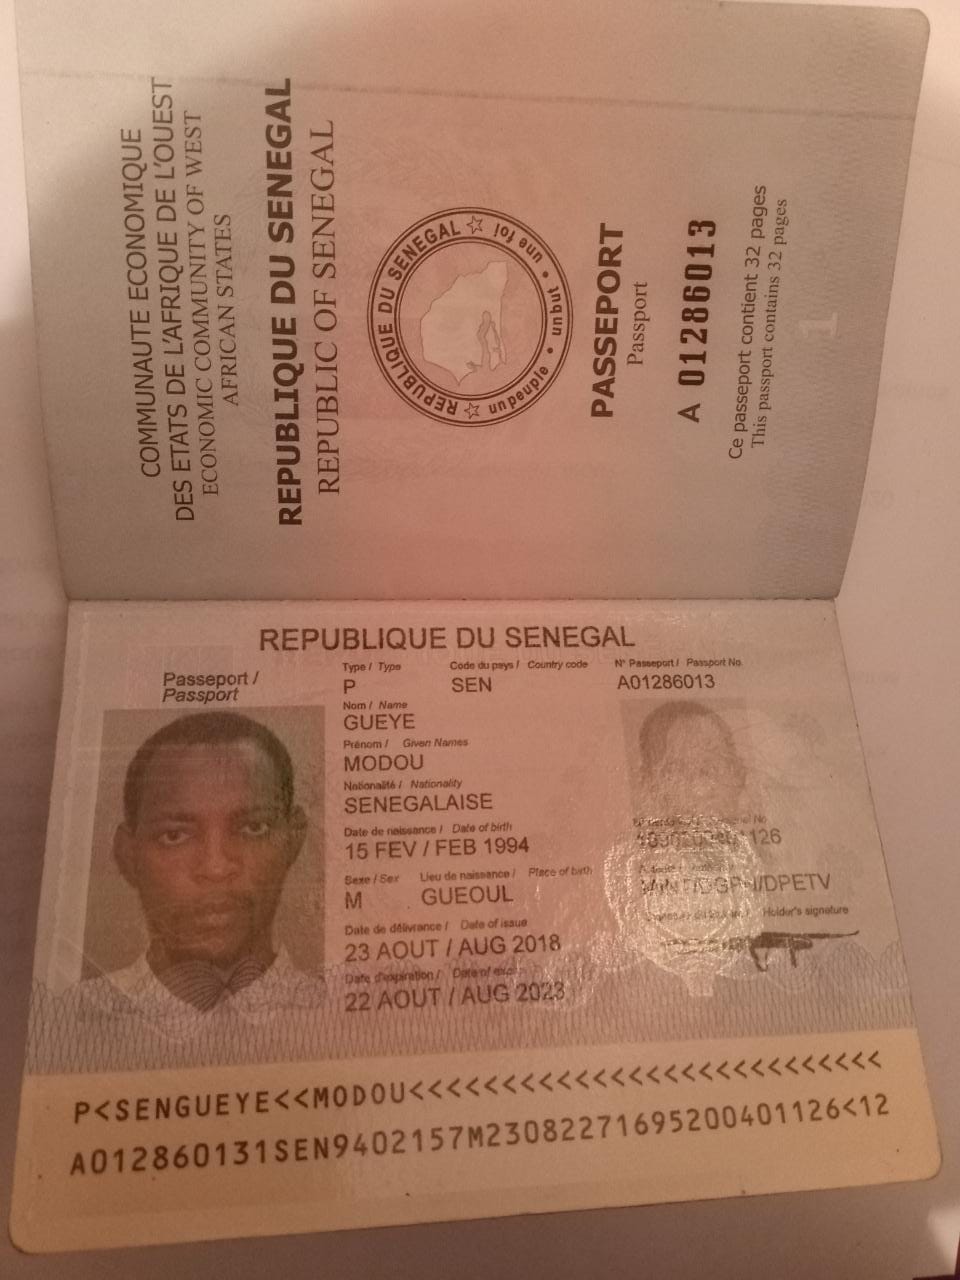 COMMUNAUTE ECONOMIQUE
DES ETATS DE L'AFRIQUE DE L'OUEST
ECONOMIC COMMUNITY OF WEST
AFRICAN STATES
REPUBLIQUE DU SENEGAL
REPUBLIC OF SENEGAL
REPUBLIQUE DU SENEGAL
un peuple • un but • une foi
PASSEPORT
Passport
A 01286013
Ce passeport contient 32 pages
This passport contains 32 pages
1
REPUBLIQUE DU SENEGAL
Passeport /
Passport
Type / Type
P
Code du pays / Country code
SEN
N° Passeport / Passport No.
A01286013
Nom / Name
GUEYE
Prénom / Given Names
MODOU
Nationalité / Nationality
SENEGALAISE
Date de naissance / Date of birth
15 FEV / FEB 1994
Sexe / Sex
M
Lieu de naissance / Place of birth
GUEOUL
Date de délivrance / Date of issue
23 AOUT / AUG 2018
Date d'expiration / Date of
22 AOUT / AUG 2023
No
/DPETV
Holder's signature
P<SENGUEYE<<MODOU<<<<<<<<<<<<<<<<<<<<<<<<<<<
A012860131SEN9402157M2308227169520040​1126<12